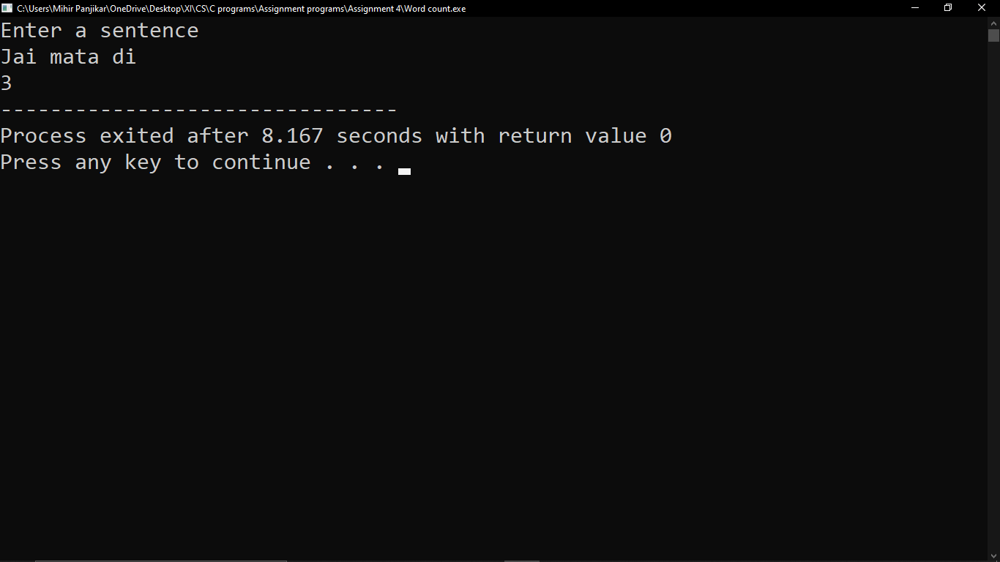 C:\Users\Mihir Panjikar\OneDrive\Desktop\XI\CS\C programs\Assignment programs\Assignment 4\Word count.exe
Enter a sentence
Jai mata di
3
--------------------------------
Process exited after 8.167 seconds with return value 0
Press any key to continue . . .